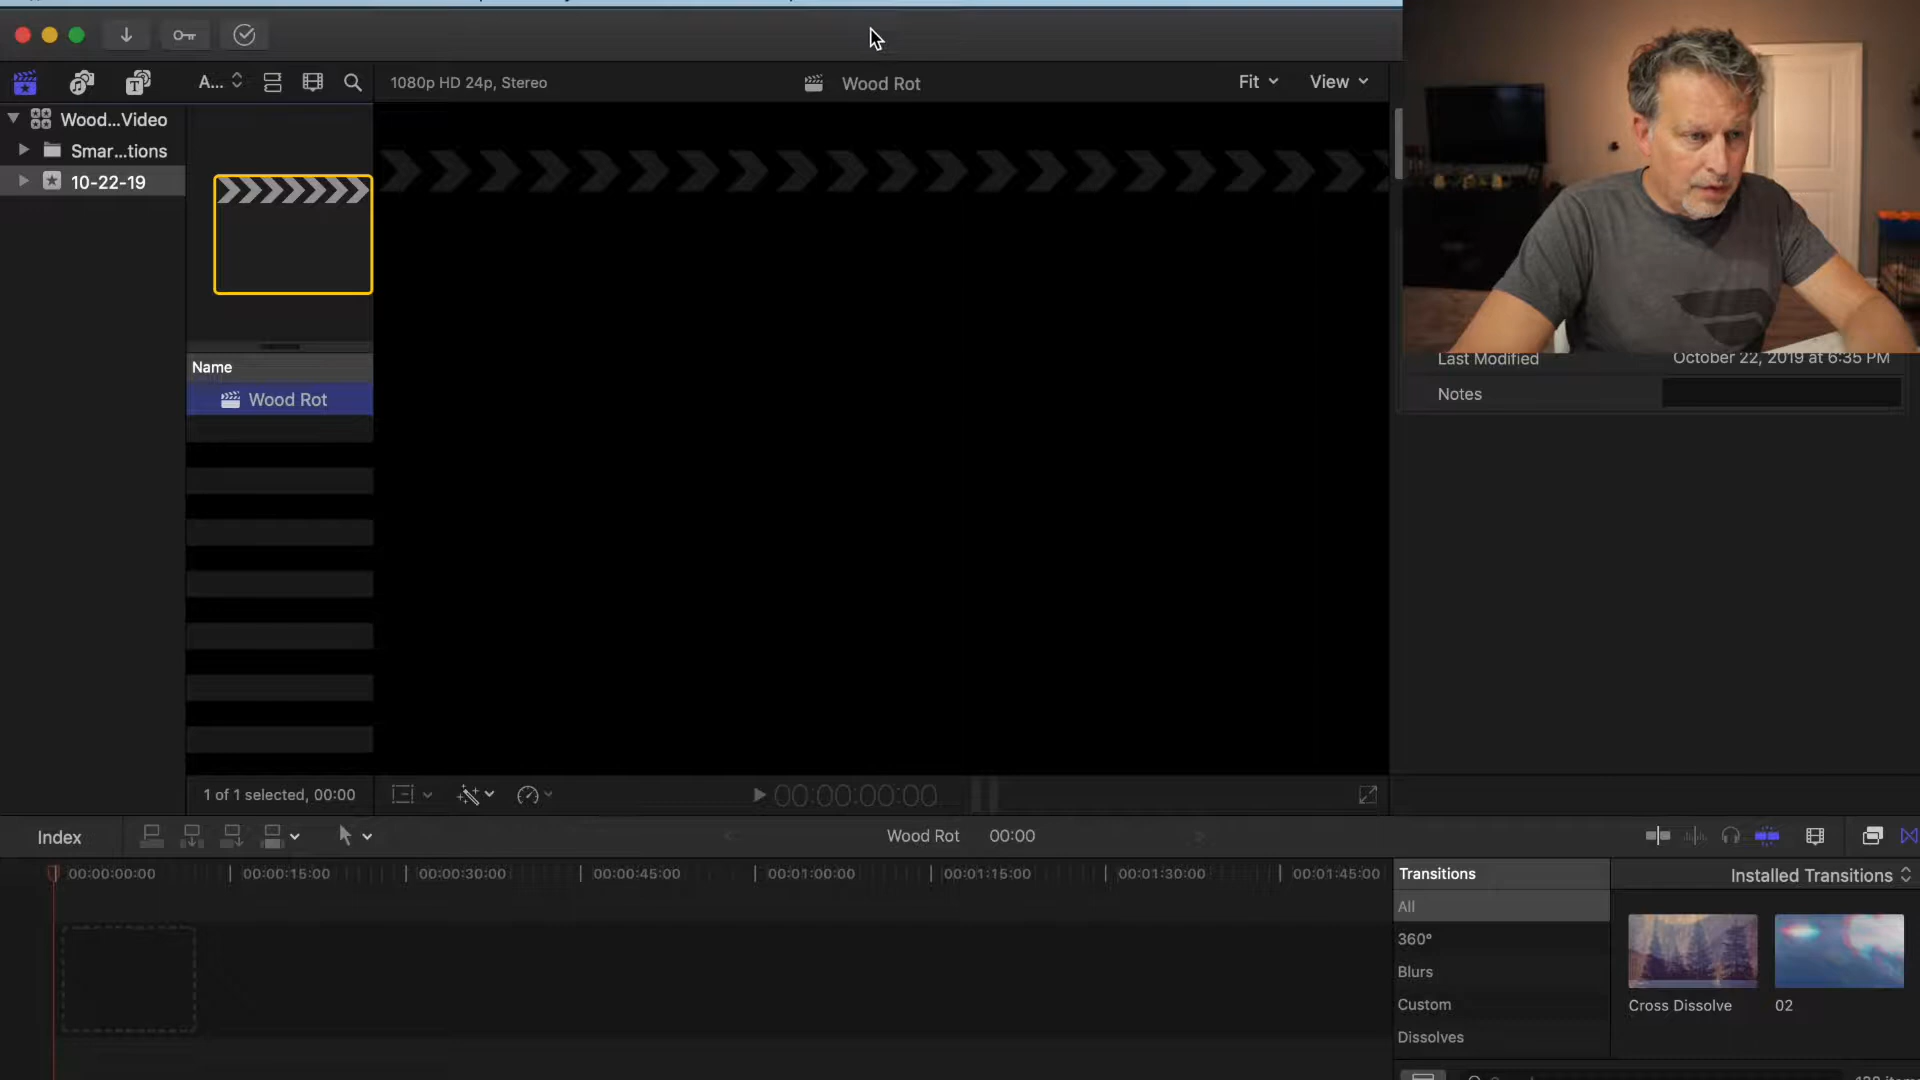 A...
1080p HD 24p, Stereo
Wood Rot
Fit
View
Wood...Video
Smar...tions
10-22-19
Name
Wood Rot
Last Modified
October 22, 2019 at 6:35 PM
Notes
1 of 1 selected, 00:00
00:00:00:00
Index
Wood Rot
00:00
00:00:00:00
00:00:15:00
00:00:30:00
00:00:45:00
00:01:00:00
00:01:15:00
00:01:30:00
00:01:45:00
Transitions
Installed Transitions
All
360°
Blurs
Custom
Dissolves
Cross Dissolve
02